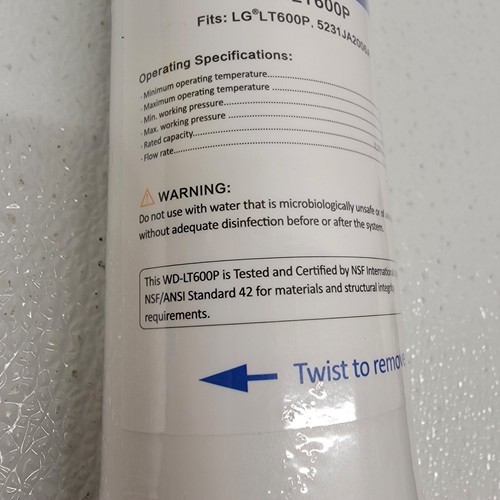 LT600P
Fits: LG®LT600P, 5231JA2006
Operating Specifications:
· Minimum operating temperature
· Maximum operating temperature
· Min. working pressure
· Max. working pressure
· Rated capacity
· Flow rate
WARNING:
Do not use with water that is microbiologically unsafe or of
without adequate disinfection before or after the system.
This WD-LT600P is Tested and Certified by NSF International
NSF/ANSI Standard 42 for materials and structural integrity
requirements.
Twist to remove